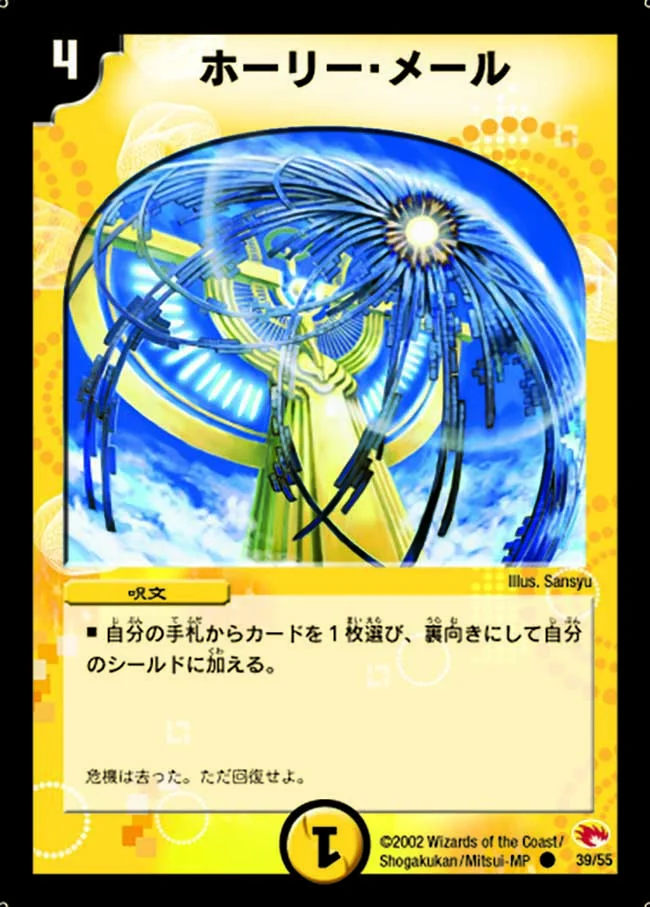 4
ホーリー・メール
Illus. Sansyu
呪文
■ 自分の手札からカードを1枚選び、裏向きにして自分
のシールドに加える。
危機は去った。ただ回復せよ。
1
©2002 Wizards of the Coast/
Shogakukan/Mitsui-MP ● 39/55